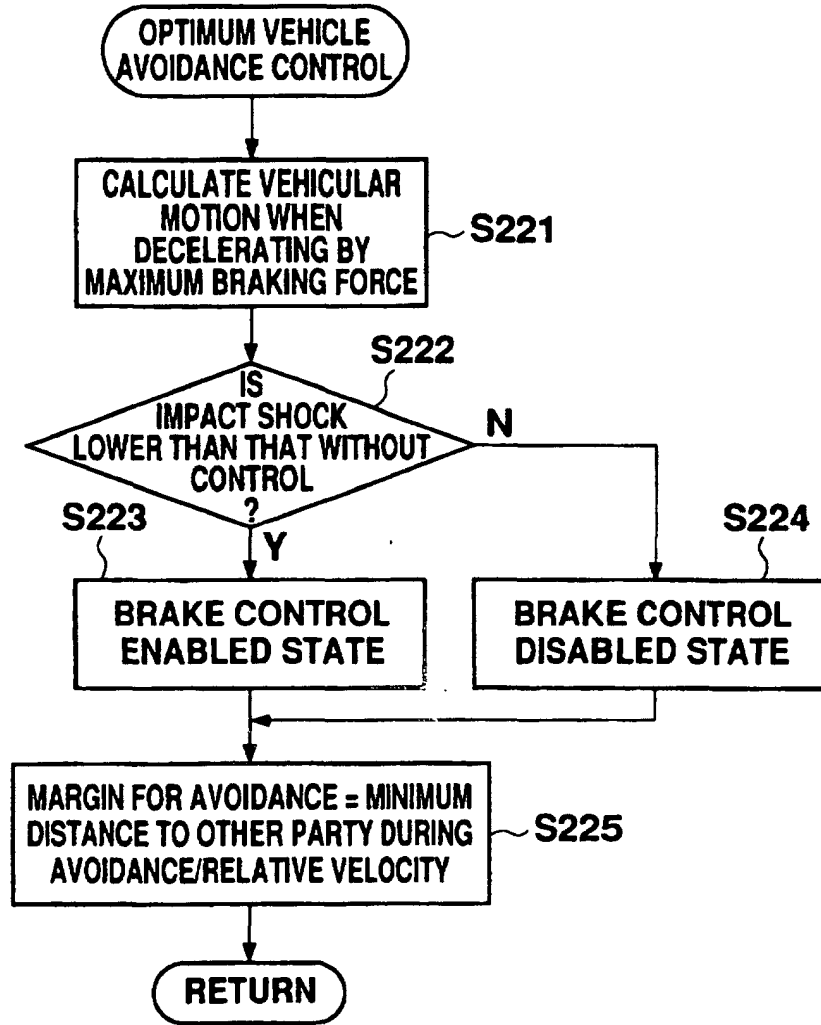 OPTIMUM VEHICLE
AVOIDANCE CONTROL
CALCULATE VEHICULAR
MOTION WHEN
DECELERATING BY
MAXIMUM BRAKING FORCE
S221
S222
IS
IMPACT SHOCK
LOWER THAN THAT WITHOUT
CONTROL
?
N
Y
S223
BRAKE CONTROL
ENABLED STATE
S224
BRAKE CONTROL
DISABLED STATE
MARGIN FOR AVOIDANCE = MINIMUM
DISTANCE TO OTHER PARTY DURING
AVOIDANCE/RELATIVE VELOCITY
S225
RETURN